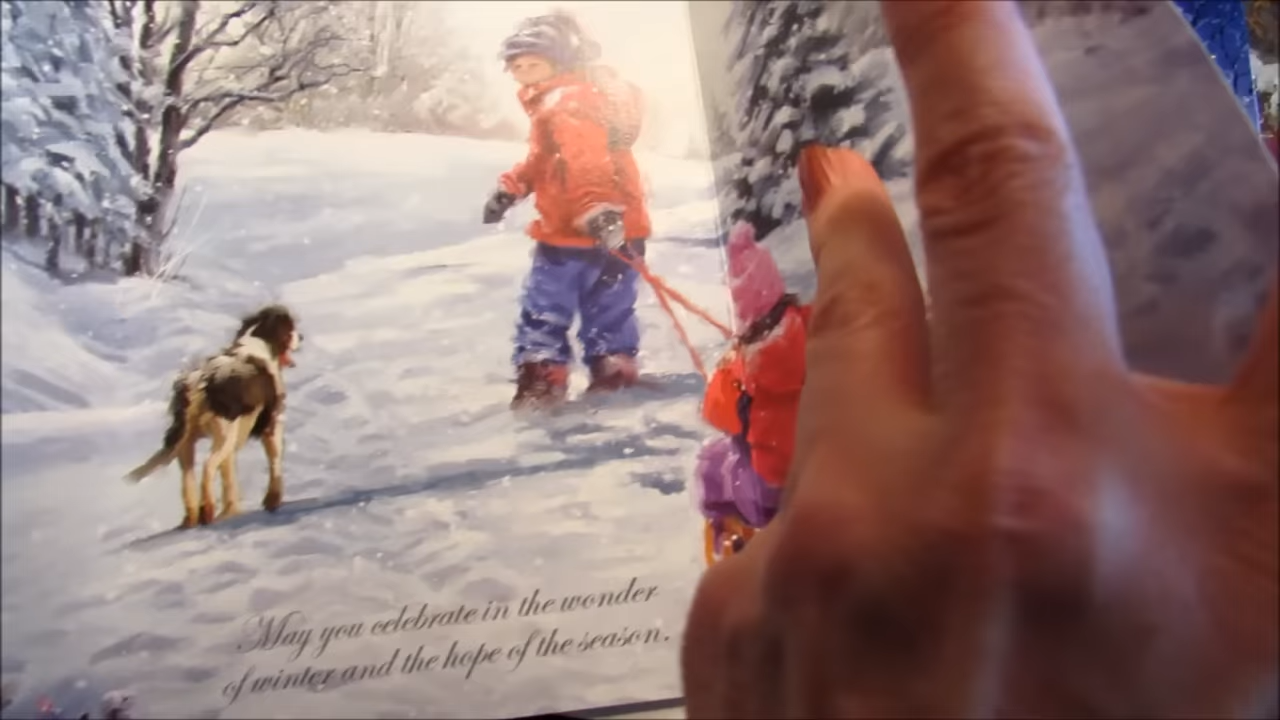 May you celebrate in the wonder
of winter and the hope of the season.